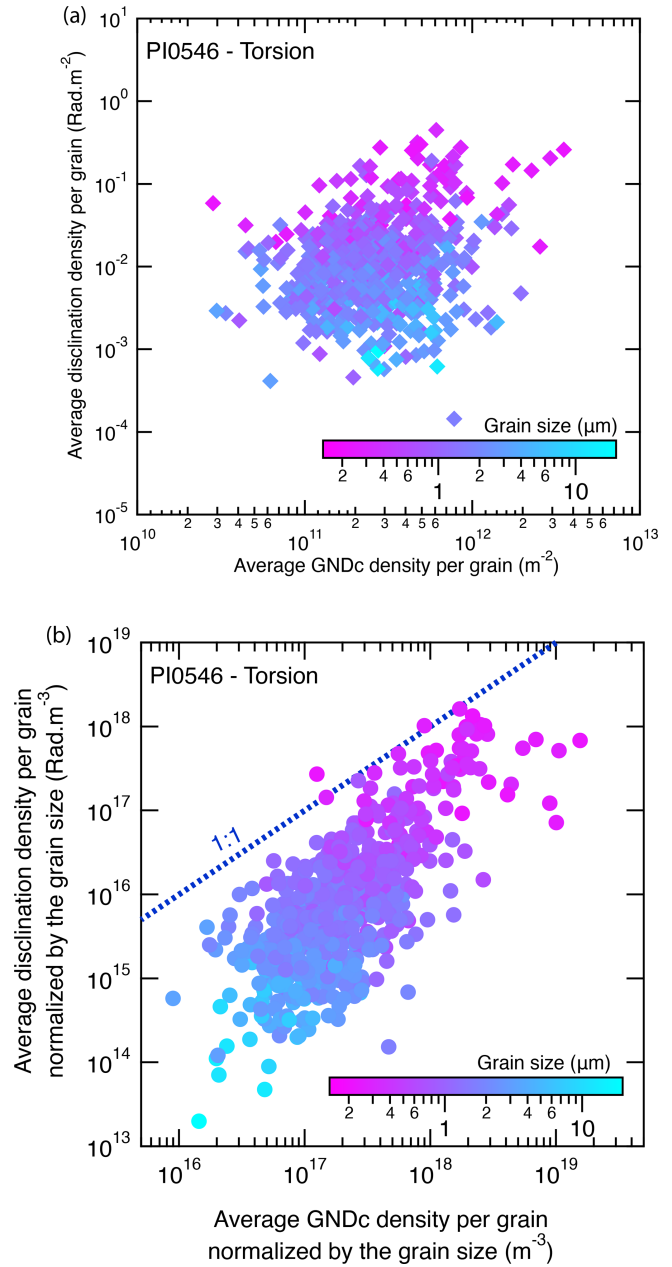 (a)
PI0546 - Torsion
Average disclination density per grain (Rad.m-2)
10^1
10^0
10^-1
10^-2
10^-3
10^-4
10^-5
Grain size (µm)
2 4 6 2 4 6
1 10
2 3 4 5 6 2 3 4 5 6 2 3 4 5 6
10^10 10^11 10^12 10^13
Average GNDc density per grain (m^-2)
(b)
PI0546 - Torsion
Average disclination density per grain
normalized by the grain size (Rad.m^-3)
10^19
10^18
10^17
10^16
10^15
10^14
10^13
1:1
Grain size (µm)
2 4 6 2 4 6
1 10
10^16 10^17 10^18 10^19
Average GNDc density per grain
normalized by the grain size (m^-3)